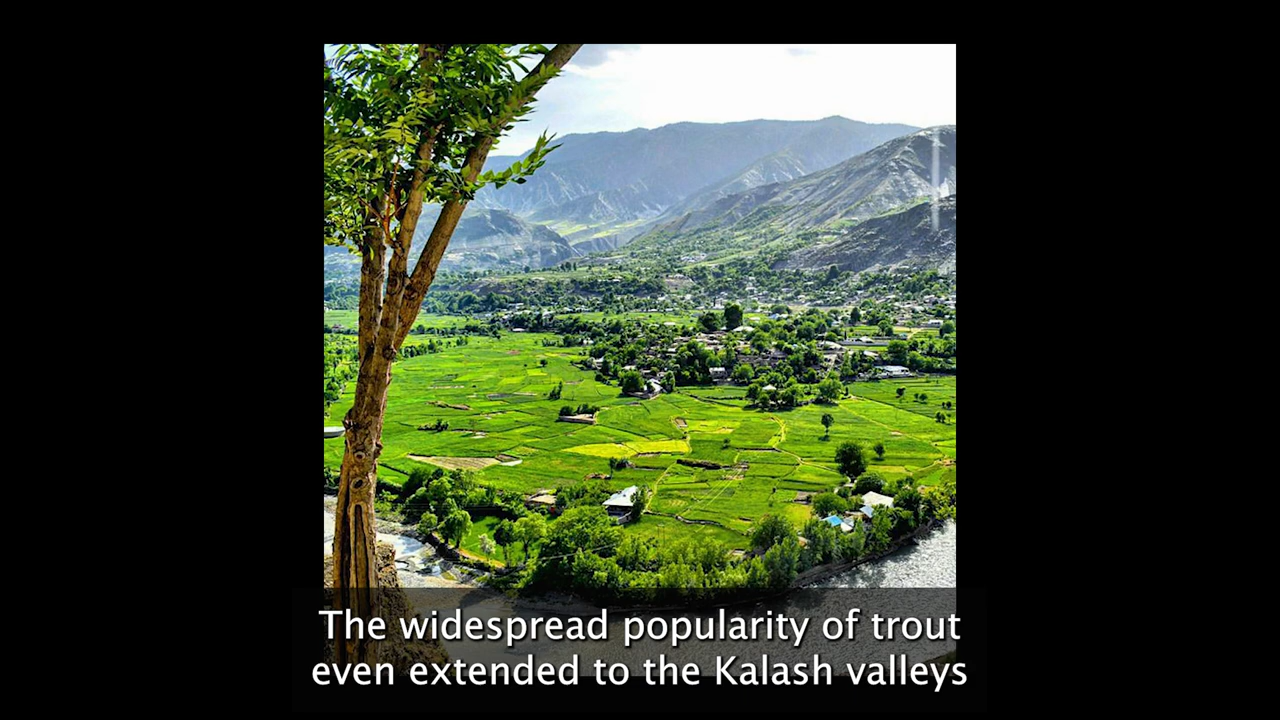 The widespread popularity of trout
even extended to the Kalash valleys